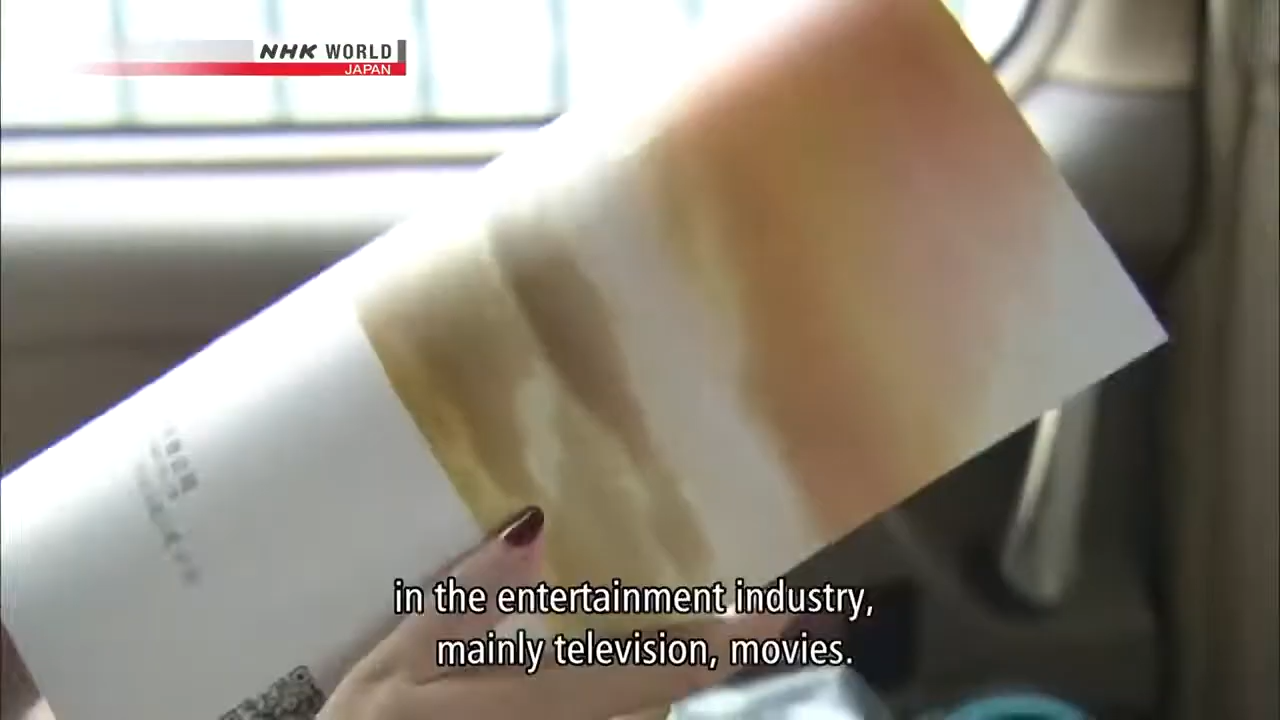 NHK WORLD
JAPAN
in the entertainment industry,
mainly television, movies.